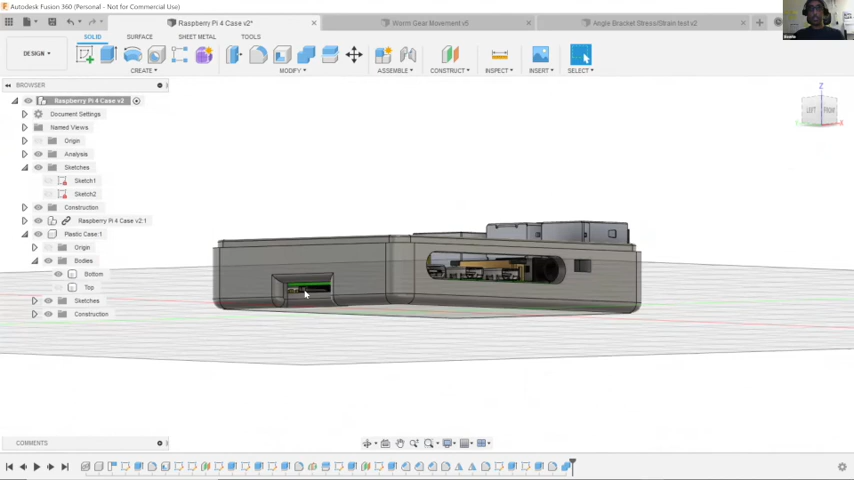 Autodesk Fusion 360 (Personal - Not for Commercial Use)
Raspberry Pi 4 Case v2*
Worm Gear Movement v6
Angle Bracket Stress/Strain test v2
DESIGN
SOLID
SURFACE
SHEET METAL
TOOLS
CREATE
MODIFY
ASSEMBLE
CONSTRUCT
INSPECT
INSERT
SELECT
BROWSER
Raspberry Pi 4 Case v2
Document Settings
Named Views
Origin
Analysis
Sketches
Sketch1
Sketch2
Construction
Raspberry Pi 4 Case v2:1
Plastic Case:1
Origin
Bodies
Bottom
Top
Sketches
Construction
Z
LEFT
FRONT
X
COMMENTS